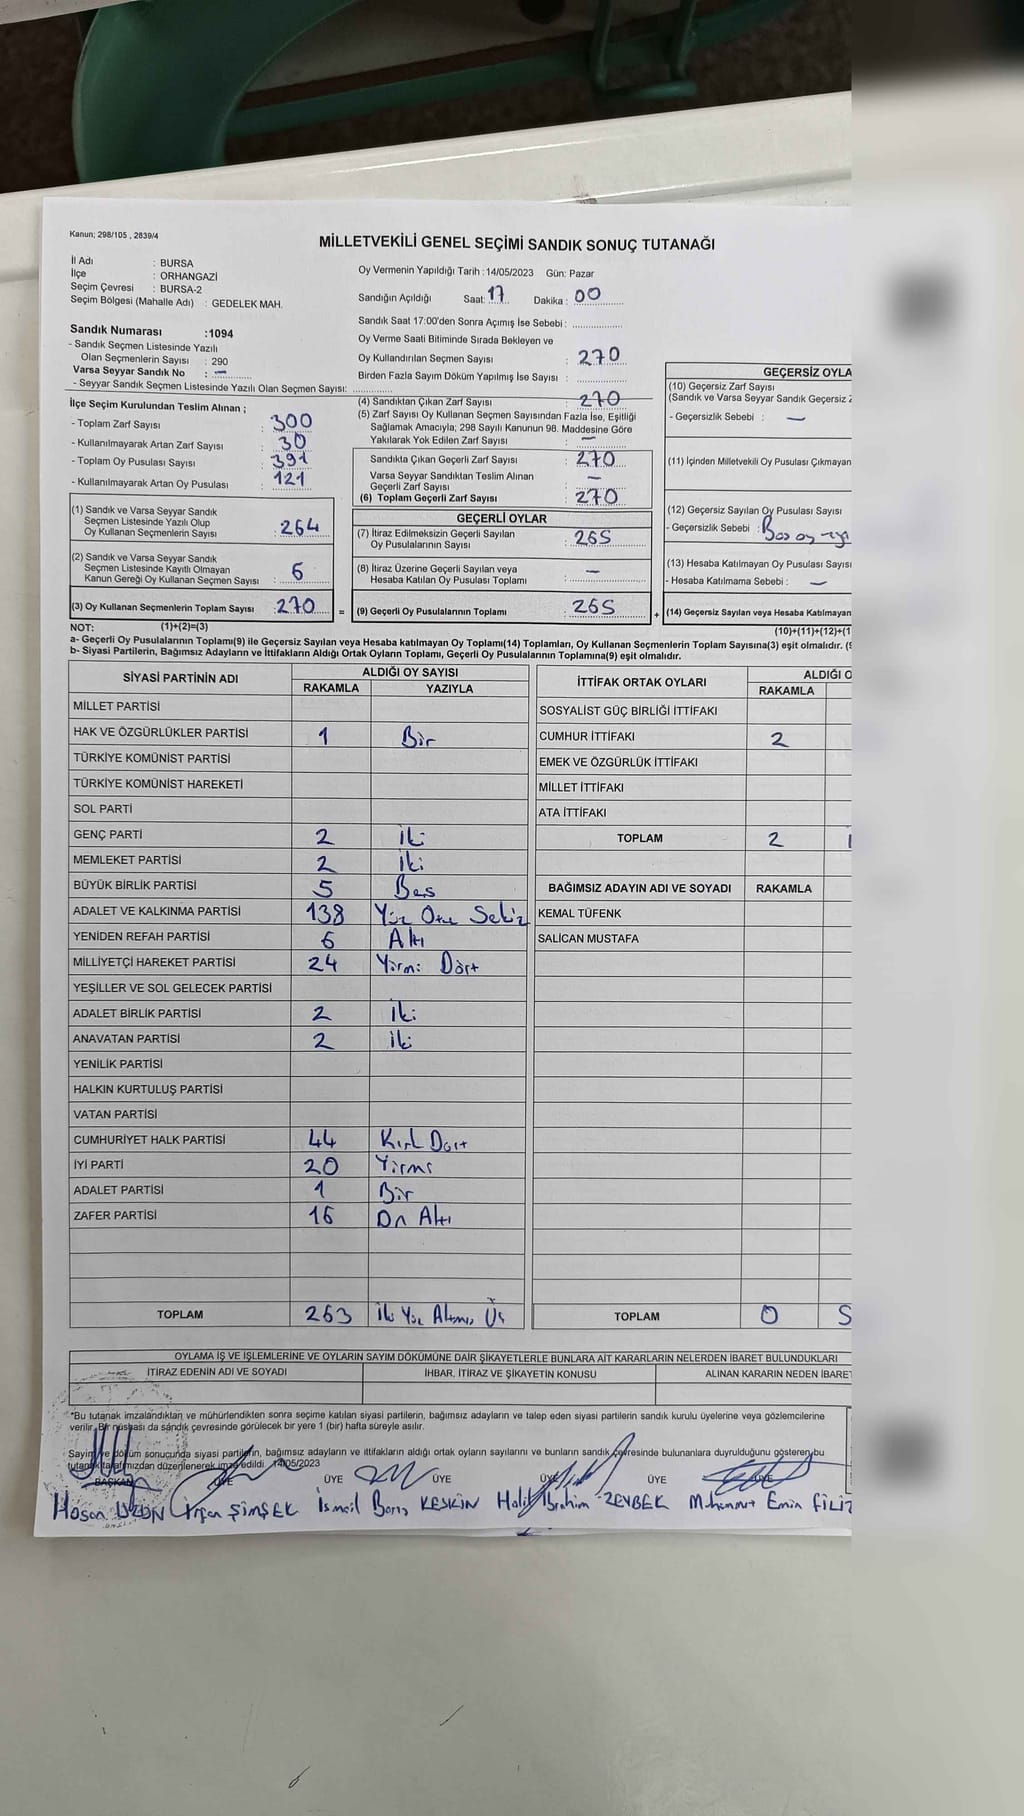 Kanun; 298/105 , 2839/4
MİLLETVEKİLİ GENEL SEÇİMİ SANDIK SONUÇ TUTANAĞI
İl Adı : BURSA
İlçe : ORHANGAZİ
Seçim Çevresi : BURSA-2
Seçim Bölgesi (Mahalle Adı) : GEDELEK MAH.
Sandık Numarası :1094
- Sandık Seçmen Listesinde Yazılı
Olan Seçmenlerin Sayısı : 290
Varsa Seyyar Sandık No : —
- Seyyar Sandık Seçmen Listesinde Yazılı Olan Seçmen Sayısı:
Oy Vermenin Yapıldığı Tarih :14/05/2023 Gün: Pazar
Sandığın Açıldığı Saat: 17 Dakika : 00
Sandık Saat 17:00'den Sonra Açımış İse Sebebi :
Oy Verme Saati Bitiminde Sırada Bekleyen ve
Oy Kullandırılan Seçmen Sayısı : 270
Birden Fazla Sayım Döküm Yapılmış İse Sayısı :
İlçe Seçim Kurulundan Teslim Alınan ;
- Toplam Zarf Sayısı : 300
- Kullanılmayarak Artan Zarf Sayısı : 30
- Toplam Oy Pusulası Sayısı : 391
- Kullanılmayarak Artan Oy Pusulası : 121
(4) Sandıktan Çıkan Zarf Sayısı : 270
(5) Zarf Sayısı Oy Kullanan Seçmen Sayısından Fazla İse, Eşitliği
Sağlamak Amacıyla; 298 Sayılı Kanunun 98. Maddesine Göre
Yakılarak Yok Edilen Zarf Sayısı : —
Sandıkta Çıkan Geçerli Zarf Sayısı : 270
Varsa Seyyar Sandıktan Teslim Alınan
Geçerli Zarf Sayısı : —
(6) Toplam Geçerli Zarf Sayısı : 270
GEÇERSİZ OYLA
(10) Geçersiz Zarf Sayısı
(Sandık ve Varsa Seyyar Sandık Geçersiz Z
- Geçersizlik Sebebi : —
(11) İçinden Milletvekili Oy Pusulası Çıkmayan
(12) Geçersiz Sayılan Oy Pusulası Sayısı
- Geçersizlik Sebebi : Bos oy
(13) Hesaba Katılmayan Oy Pusulası Sayıs
- Hesaba Katılmama Sebebi : —
(14) Geçersiz Sayılan veya Hesaba Katılmayan
(10)+(11)+(12)+(1
(1) Sandık ve Varsa Seyyar Sandık
Seçmen Listesinde Yazılı Olup
Oy Kullanan Seçmenlerin Sayısı : 264
(2) Sandık ve Varsa Seyyar Sandık
Seçmen Listesinde Kayıtlı Olmayan
Kanun Gereği Oy Kullanan Seçmen Sayısı : 6
(3) Oy Kullanan Seçmenlerin Toplam Sayısı : 270 =
GEÇERLİ OYLAR
(7) İtiraz Edilmeksizin Geçerli Sayılan
Oy Pusulalarının Sayısı : 265
(8) İtiraz Üzerine Geçerli Sayılan veya
Hesaba Katılan Oy Pusulası Toplamı : —
(9) Geçerli Oy Pusulalarının Toplamı : 265 +
NOT: (1)+(2)=(3)
a- Geçerli Oy Pusulalarının Toplamı(9) ile Geçersiz Sayılan veya Hesaba katılmayan Oy Toplamı(14) Toplamları, Oy Kullanan Seçmenlerin Toplam Sayısına(3) eşit olmalıdır. (
b- Siyasi Partilerin, Bağımsız Adayların ve İttifakların Aldığı Ortak Oyların Toplamı, Geçerli Oy Pusulalarının Toplamına(9) eşit olmalıdır.
SİYASİ PARTİNİN ADI ALDIĞI OY SAYISI
RAKAMLA YAZIYLA
MİLLET PARTİSİ
HAK VE ÖZGÜRLÜKLER PARTİSİ 1 Bir
TÜRKİYE KOMÜNİST PARTİSİ
TÜRKİYE KOMÜNİST HAREKETİ
SOL PARTİ
GENÇ PARTİ 2 İki
MEMLEKET PARTİSİ 2 İki
BÜYÜK BİRLİK PARTİSİ 5 Bes
ADALET VE KALKINMA PARTİSİ 138 Yüz Otuz Sekiz
YENİDEN REFAH PARTİSİ 6 Altı
MİLLİYETÇİ HAREKET PARTİSİ 24 Yirmi Dört
YEŞİLLER VE SOL GELECEK PARTİSİ
ADALET BİRLİK PARTİSİ 2 İki
ANAVATAN PARTİSİ 2 İki
YENİLİK PARTİSİ
HALKIN KURTULUŞ PARTİSİ
VATAN PARTİSİ
CUMHURİYET HALK PARTİSİ 44 Kırk Dört
İYİ PARTİ 20 Yirmi
ADALET PARTİSİ 1 Bir
ZAFER PARTİSİ 16 On Altı
TOPLAM 263 İki Yüz Altmış Üç
İTTİFAK ORTAK OYLARI ALDIĞI O
RAKAMLA
SOSYALİST GÜÇ BİRLİĞİ İTTİFAKI
CUMHUR İTTİFAKI 2
EMEK VE ÖZGÜRLÜK İTTİFAKI
MİLLET İTTİFAKI
ATA İTTİFAKI
TOPLAM 2
BAĞIMSIZ ADAYIN ADI VE SOYADI RAKAMLA
KEMAL TÜFENK
SALİCAN MUSTAFA
TOPLAM 0 S
OYLAMA İŞ VE İŞLEMLERİNE VE OYLARIN SAYIM DÖKÜMÜNE DAİR ŞİKAYETLERLE BUNLARA AİT KARARLARIN NELERDEN İBARET BULUNDUKLARI
İTİRAZ EDENİN ADI VE SOYADI İHBAR, İTİRAZ VE ŞİKAYETİN KONUSU ALINAN KARARIN NEDEN İBARET
"Bu tutanak imzalandıktan ve mühürlendikten sonra seçime katılan siyasi partilerin, bağımsız adayların ve talep eden siyasi partilerin sandık kurulu üyelerine veya gözlemcilerine
verilir. Bir nüshası da sandık çevresinde görülecek bir yere 1 (bir) hafta süreyle asılır.
Sayım ve döküm sonucunda siyasi partilerin, bağımsız adayların ve ittifakların aldığı ortak oyların sayılarını ve bunların sandık çevresinde bulunanlara duyrulduğunu gösteren bu
tutanak tarafımızdan düzenlenerek imza edildi. 14/05/2023
BAŞKAN ÜYE ÜYE ÜYE ÜYE ÜYE ÜYE
Hasan UZUN İrfan ŞİMŞEK İsmail Barış KESKİN Halil İbrahim ZEYBEK Muhammet Emin FİLİZ